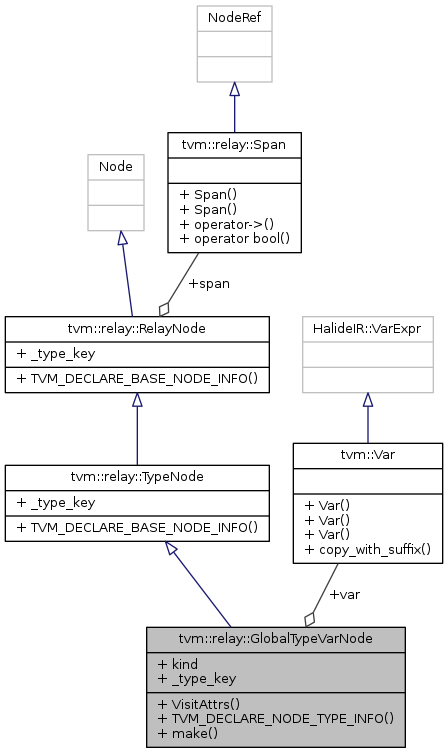 NodeRef
tvm::relay::Span
+ Span()
+ Span()
+ operator->()
+ operator bool()
Node
+span
tvm::relay::RelayNode
+ _type_key
+ TVM_DECLARE_BASE_NODE_INFO()
HalideIR::VarExpr
tvm::relay::TypeNode
+ _type_key
+ TVM_DECLARE_BASE_NODE_INFO()
tvm::Var
+ Var()
+ Var()
+ Var()
+ copy_with_suffix()
+var
tvm::relay::GlobalTypeVarNode
+ kind
+ _type_key
+ VisitAttrs()
+ TVM_DECLARE_NODE_TYPE_INFO()
+ make()